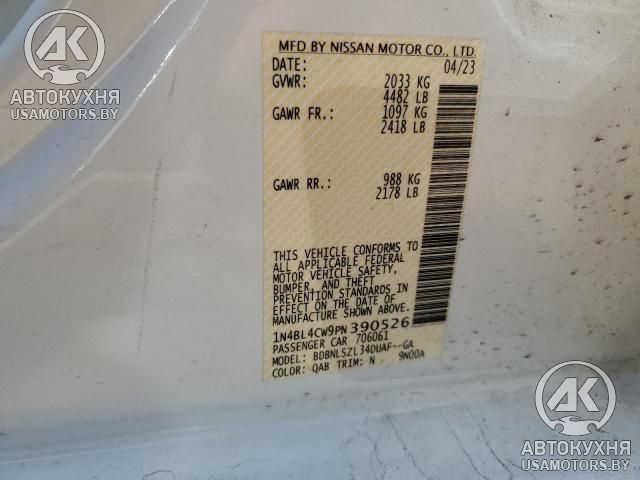 АК
АВТОКУХНЯ
USAMOTORS.BY
MFD BY NISSAN MOTOR CO., LTD.
DATE: 04/23
GVWR: 2033 KG
4482 LB
GAWR FR.: 1097 KG
2418 LB
GAWR RR.: 988 KG
2178 LB
THIS VEHICLE CONFORMS TO
ALL APPLICABLE FEDERAL
MOTOR VEHICLE SAFETY,
BUMPER, AND THEFT
PREVENTION STANDARDS IN
EFFECT ON THE DATE OF
MANUFACTURE SHOWN ABOVE.
1N4BL4CW9PN390526
PASSENGER CAR 706061
MODEL: BDBNLSZL34DUAF--GA
COLOR: QAB TRIM: N 9N00A
АК
АВТОКУХНЯ
USAMOTORS.BY